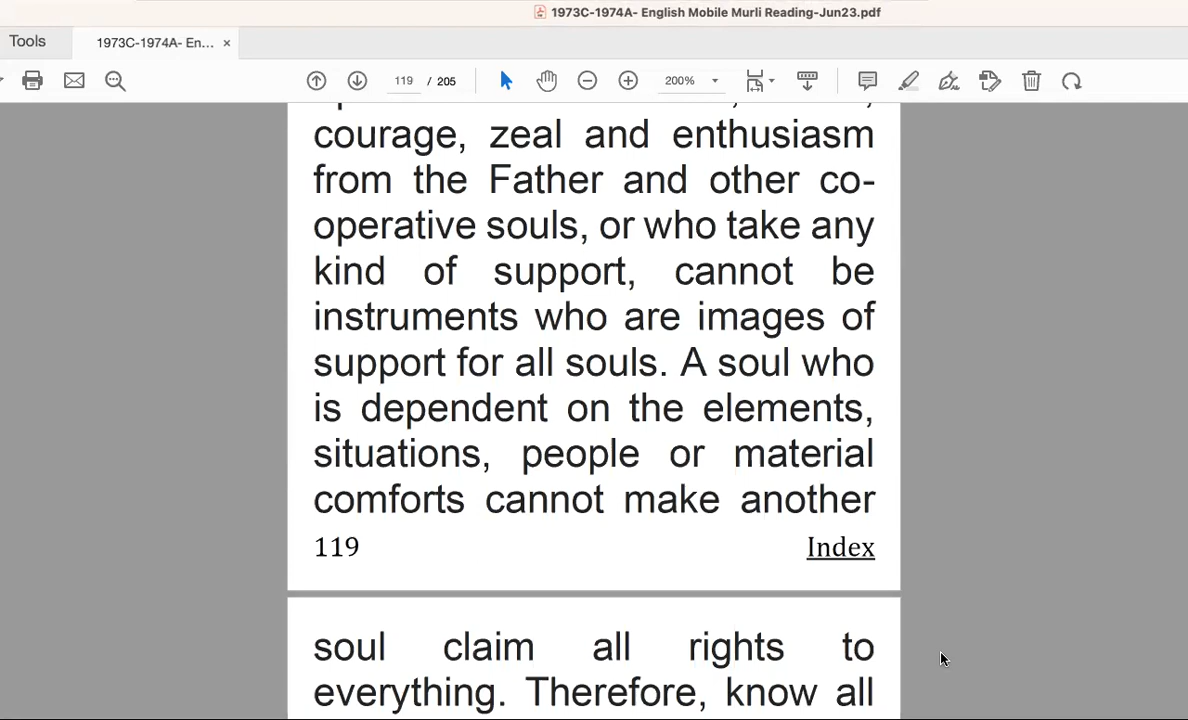 1973C-1974A- English Mobile Murli Reading-Jun23.pdf
Tools
1973C-1974A- En... ×
119 / 205
200%
courage, zeal and enthusiasm
from the Father and other co-
operative souls, or who take any
kind of support, cannot be
instruments who are images of
support for all souls. A soul who
is dependent on the elements,
situations, people or material
comforts cannot make another
119 Index
soul claim all rights to
everything. Therefore, know all